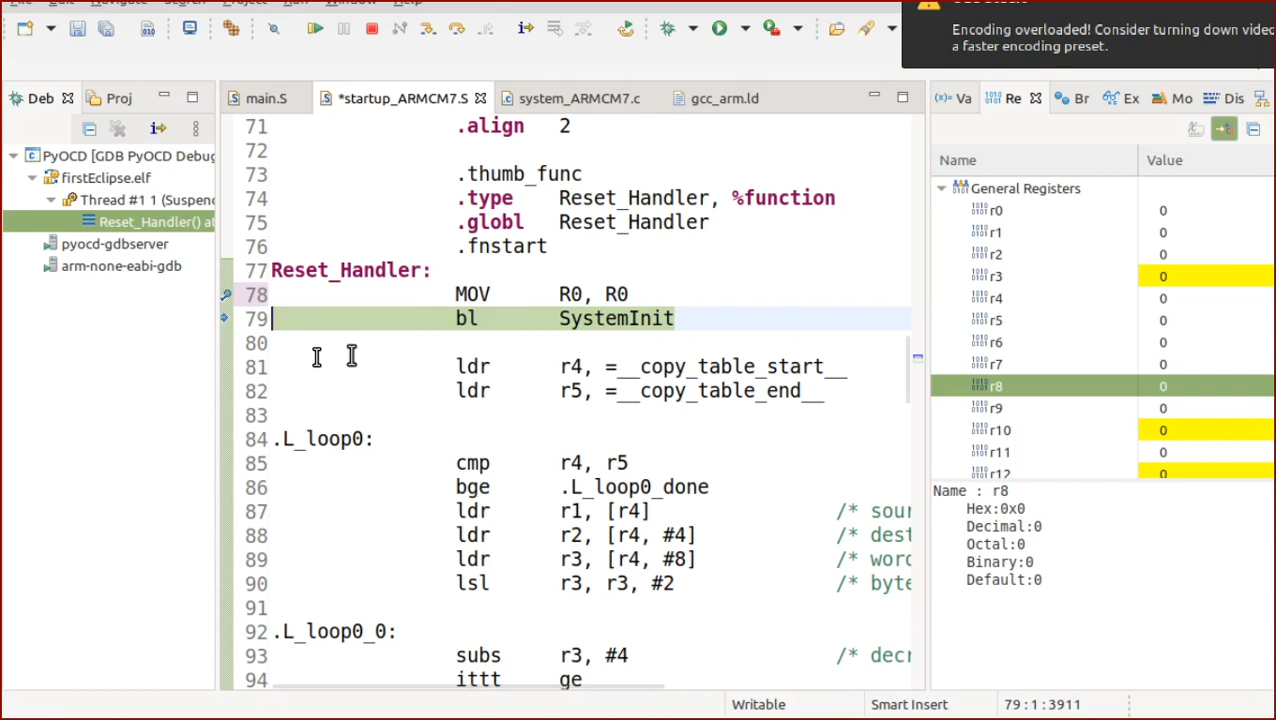 Encoding overloaded! Consider turning down video
a faster encoding preset.
Deb
Proj
main.S
*startup_ARMCM7.S
system_ARMCM7.c
gcc_arm.ld
(x)= Va
Re
Br
Ex
Mo
Dis
PyOCD [GDB PyOCD Debug
firstEclipse.elf
Thread #1 1 (Suspend
Reset_Handler() at
pyocd-gdbserver
arm-none-eabi-gdb
71 .align 2
72
73 .thumb_func
74 .type Reset_Handler, %function
75 .globl Reset_Handler
76 .fnstart
77 Reset_Handler:
78 MOV R0, R0
79 bl SystemInit
80
81 ldr r4, =__copy_table_start__
82 ldr r5, =__copy_table_end__
83
84 .L_loop0:
85 cmp r4, r5
86 bge .L_loop0_done
87 ldr r1, [r4] /* sour
88 ldr r2, [r4, #4] /* dest
89 ldr r3, [r4, #8] /* word
90 lsl r3, r3, #2 /* byte
91
92 .L_loop0_0:
93 subs r3, #4 /* decr
94 ittt ge
Name Value
General Registers
r0 0
r1 0
r2 0
r3 0
r4 0
r5 0
r6 0
r7 0
r8 0
r9 0
r10 0
r11 0
r12 0
Name : r8
Hex:0x0
Decimal:0
Octal:0
Binary:0
Default:0
Writable
Smart Insert
79 : 1 : 3911